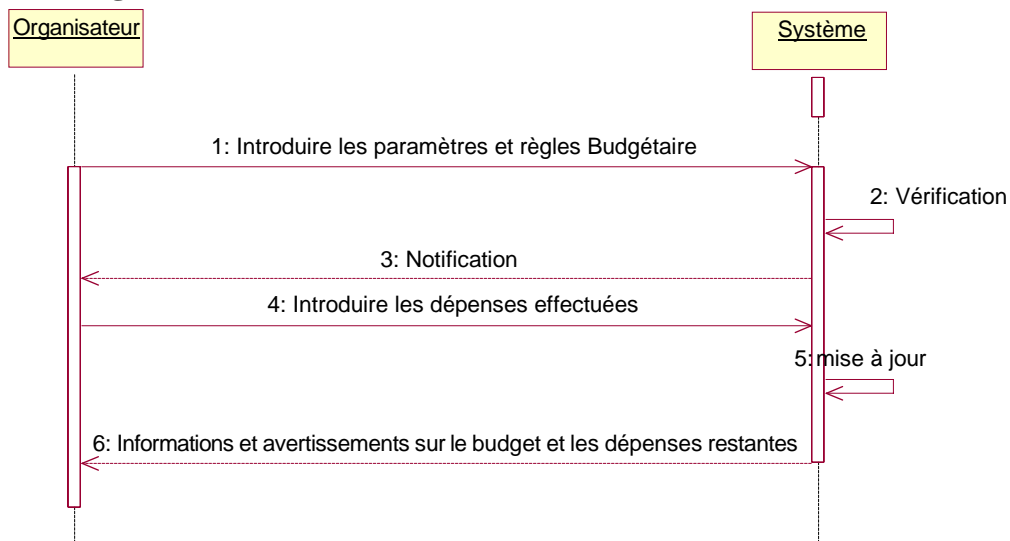 Organisateur
Système
1: Introduire les paramètres et règles Budgétaire
2: Vérification
3: Notification
4: Introduire les dépenses effectuées
5: mise à jour
6: Informations et avertissements sur le budget et les dépenses restantes